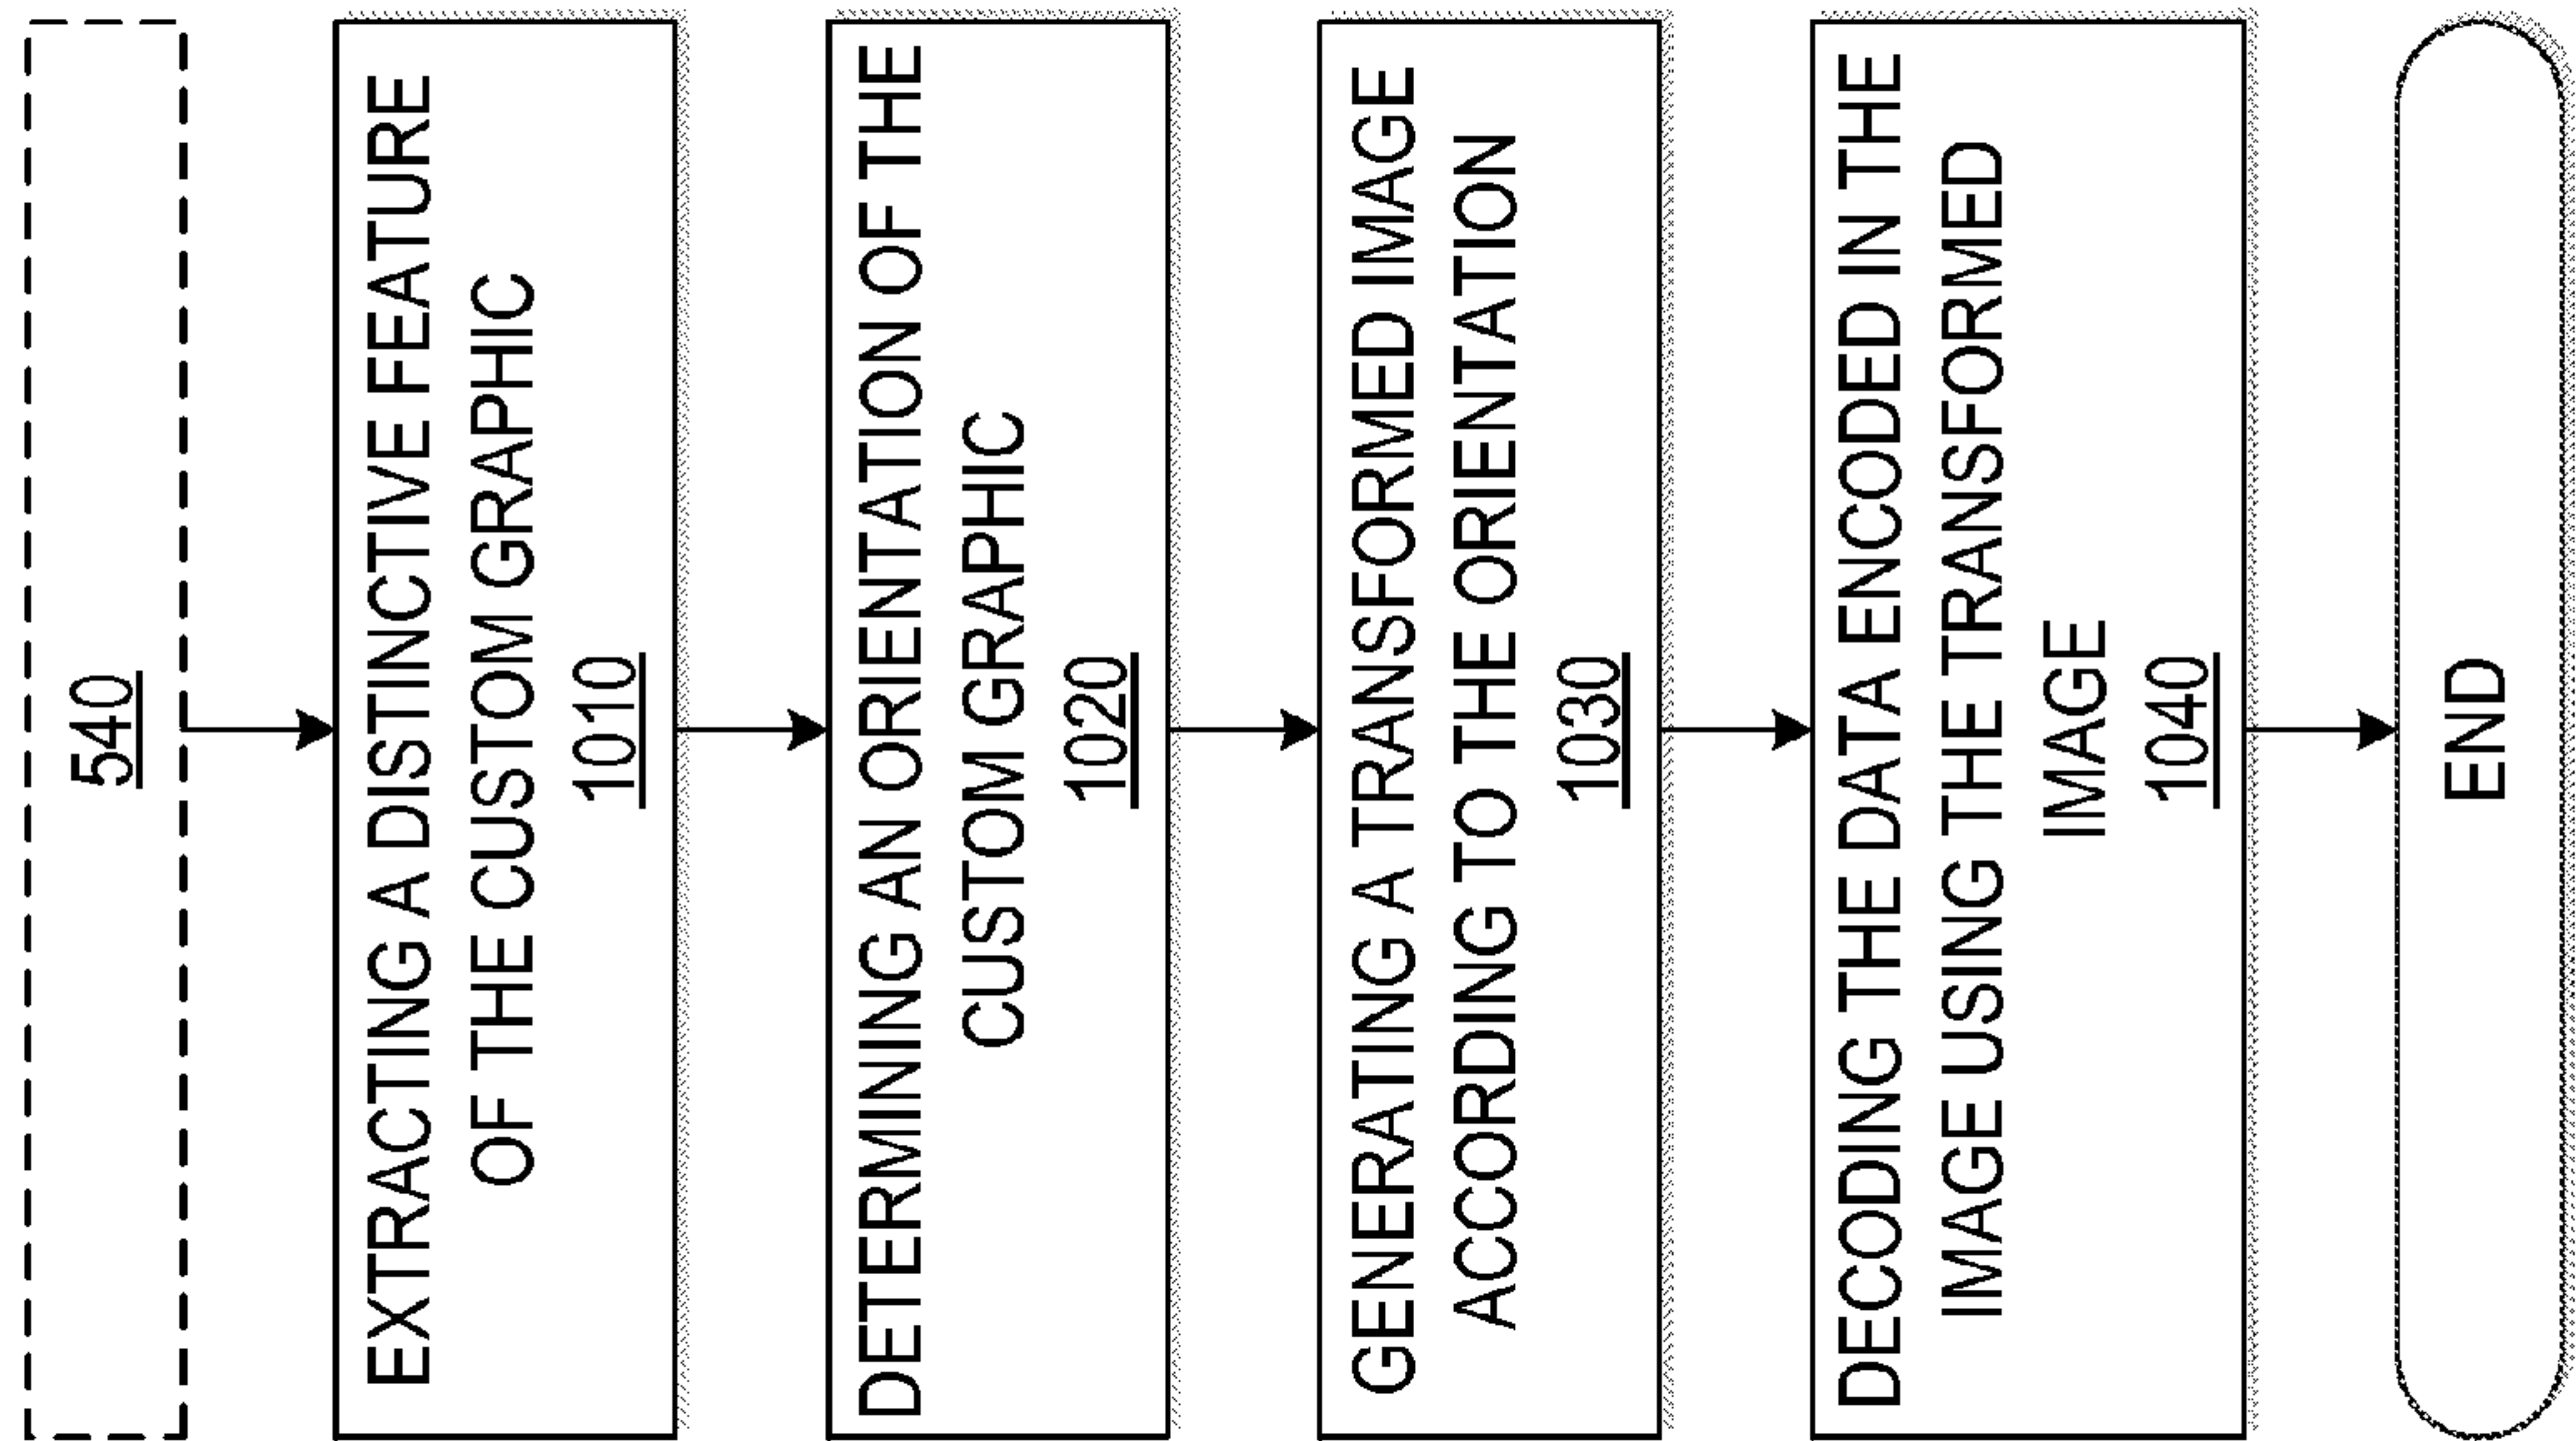 540
EXTRACTING A DISTINCTIVE FEATURE
OF THE CUSTOM GRAPHIC
1010
DETERMINING AN ORIENTATION OF THE
CUSTOM GRAPHIC
1020
GENERATING A TRANSFORMED IMAGE
ACCORDING TO THE ORIENTATION
1030
DECODING THE DATA ENCODED IN THE
IMAGE USING THE TRANSFORMED
IMAGE
1040
END